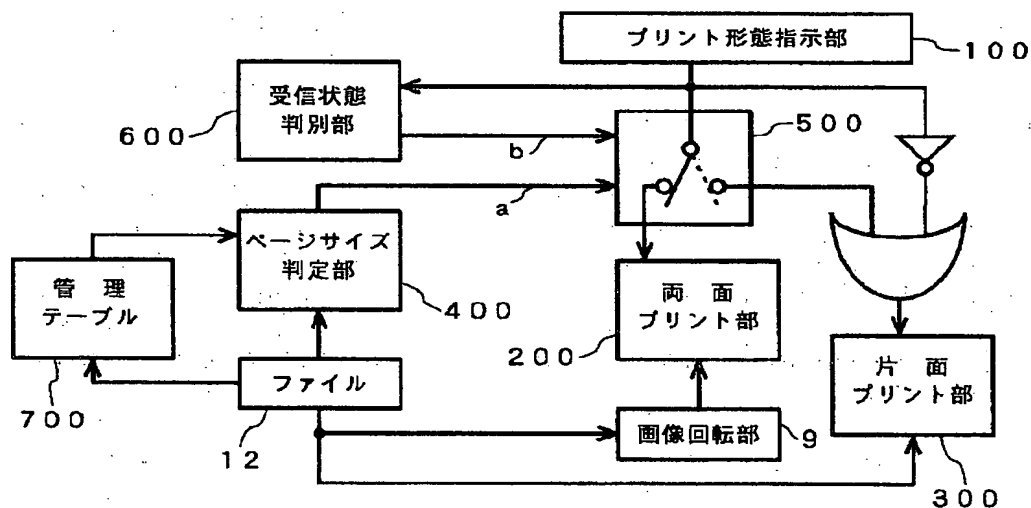 プリント形態指示部
100
受信状態
判別部
600
500
b
a
ページサイズ
判定部
400
管 理
テーブル
700
両 面
プリント部
200
ファイル
12
画像回転部
9
片 面
プリント部
300